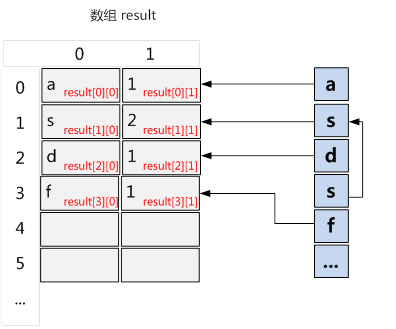 数组 result
0 1
0 a result[0][0] 1 result[0][1] a
1 s result[1][0] 2 result[1][1] s
2 d result[2][0] 1 result[2][1] d
s
3 f result[3][0] 1 result[3][1]
f
4
5 ...
...